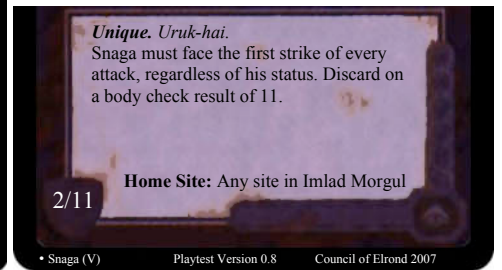 Unique. Uruk-hai.
Snaga must face the first strike of every
attack, regardless of his status. Discard on
a body check result of 11.
Home Site: Any site in Imlad Morgul
2/11
• Snaga (V) Playtest Version 0.8 Council of Elrond 2007